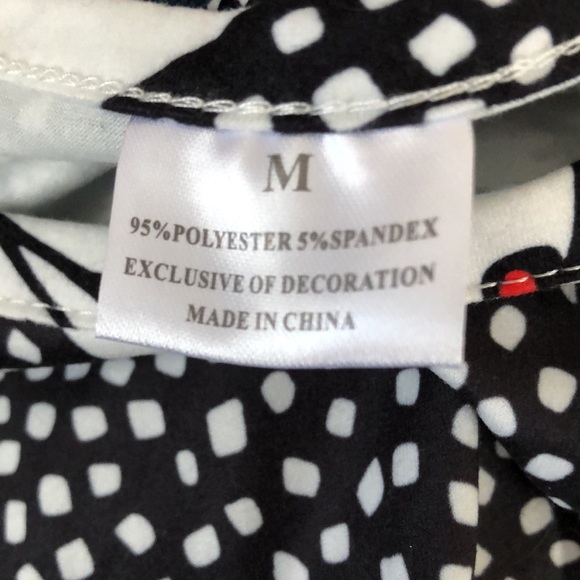 M
95%POLYESTER 5%SPANDEX
EXCLUSIVE OF DECORATION
MADE IN CHINA